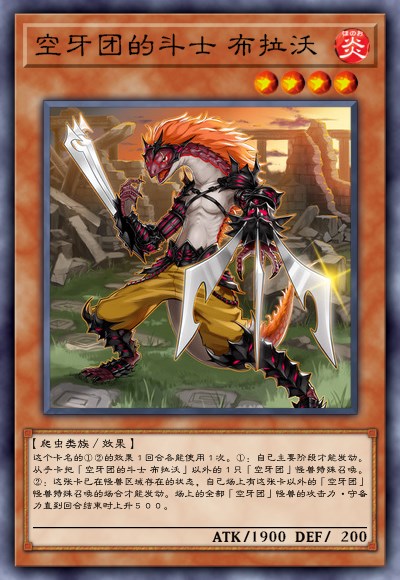 空牙团的斗士 布拉沃
ほのお
炎
【爬虫类族/效果】
这个卡名的①②的效果1回合各能使用1次。①:自己主要阶段才能发动。
从手卡把「空牙团的斗士 布拉沃」以外的1只「空牙团」怪兽特殊召唤。
②:这张卡已在怪兽区域存在的状态,自己场上有这张卡以外的「空牙团」
怪兽特殊召唤的场合才能发动。场上的全部「空牙团」怪兽的攻击力·守备
力直到回合结束时上升500。
ATK/1900 DEF/ 200